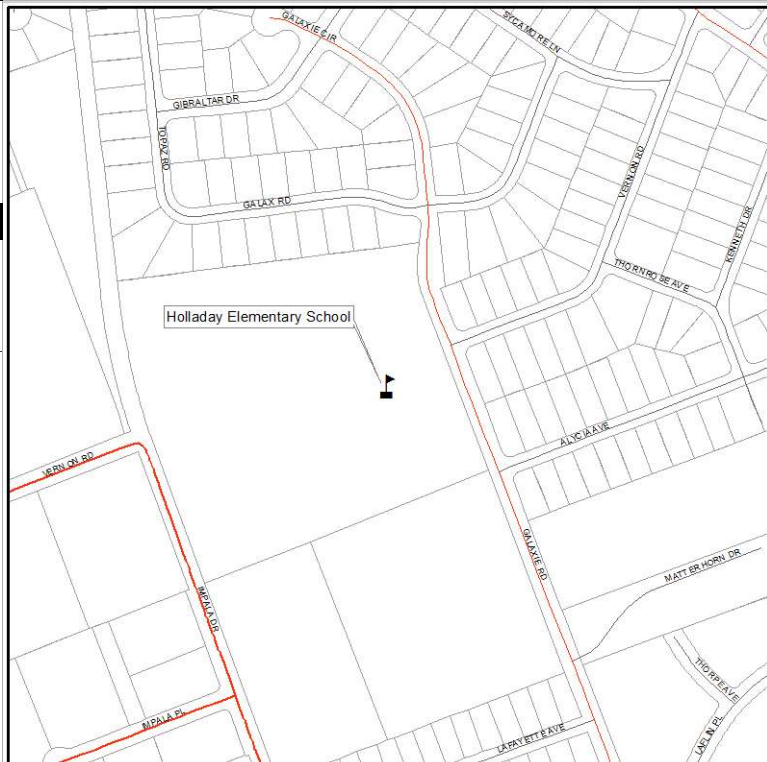 GALAXIE CIR
SYCAMORE LN
GIBRALTAR DR
TOPAZ RD
VERNON RD
GALAX RD
KENNETH DR
THORNROSE AVE
Holladay Elementary School
ALYCIA AVE
VERNON RD
GALAXIE RD
MATTERHORN DR
IMPALA DR
THORPE AVE
IMPALA PL
LAFAYETTE AVE
LAFLIN PL